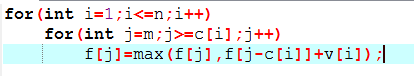 for(int i=1;i<=n;i++)
for(int j=m;j>=c[i];j++)
f[j]=max(f[j],f[j-c[i]]+v[i]);